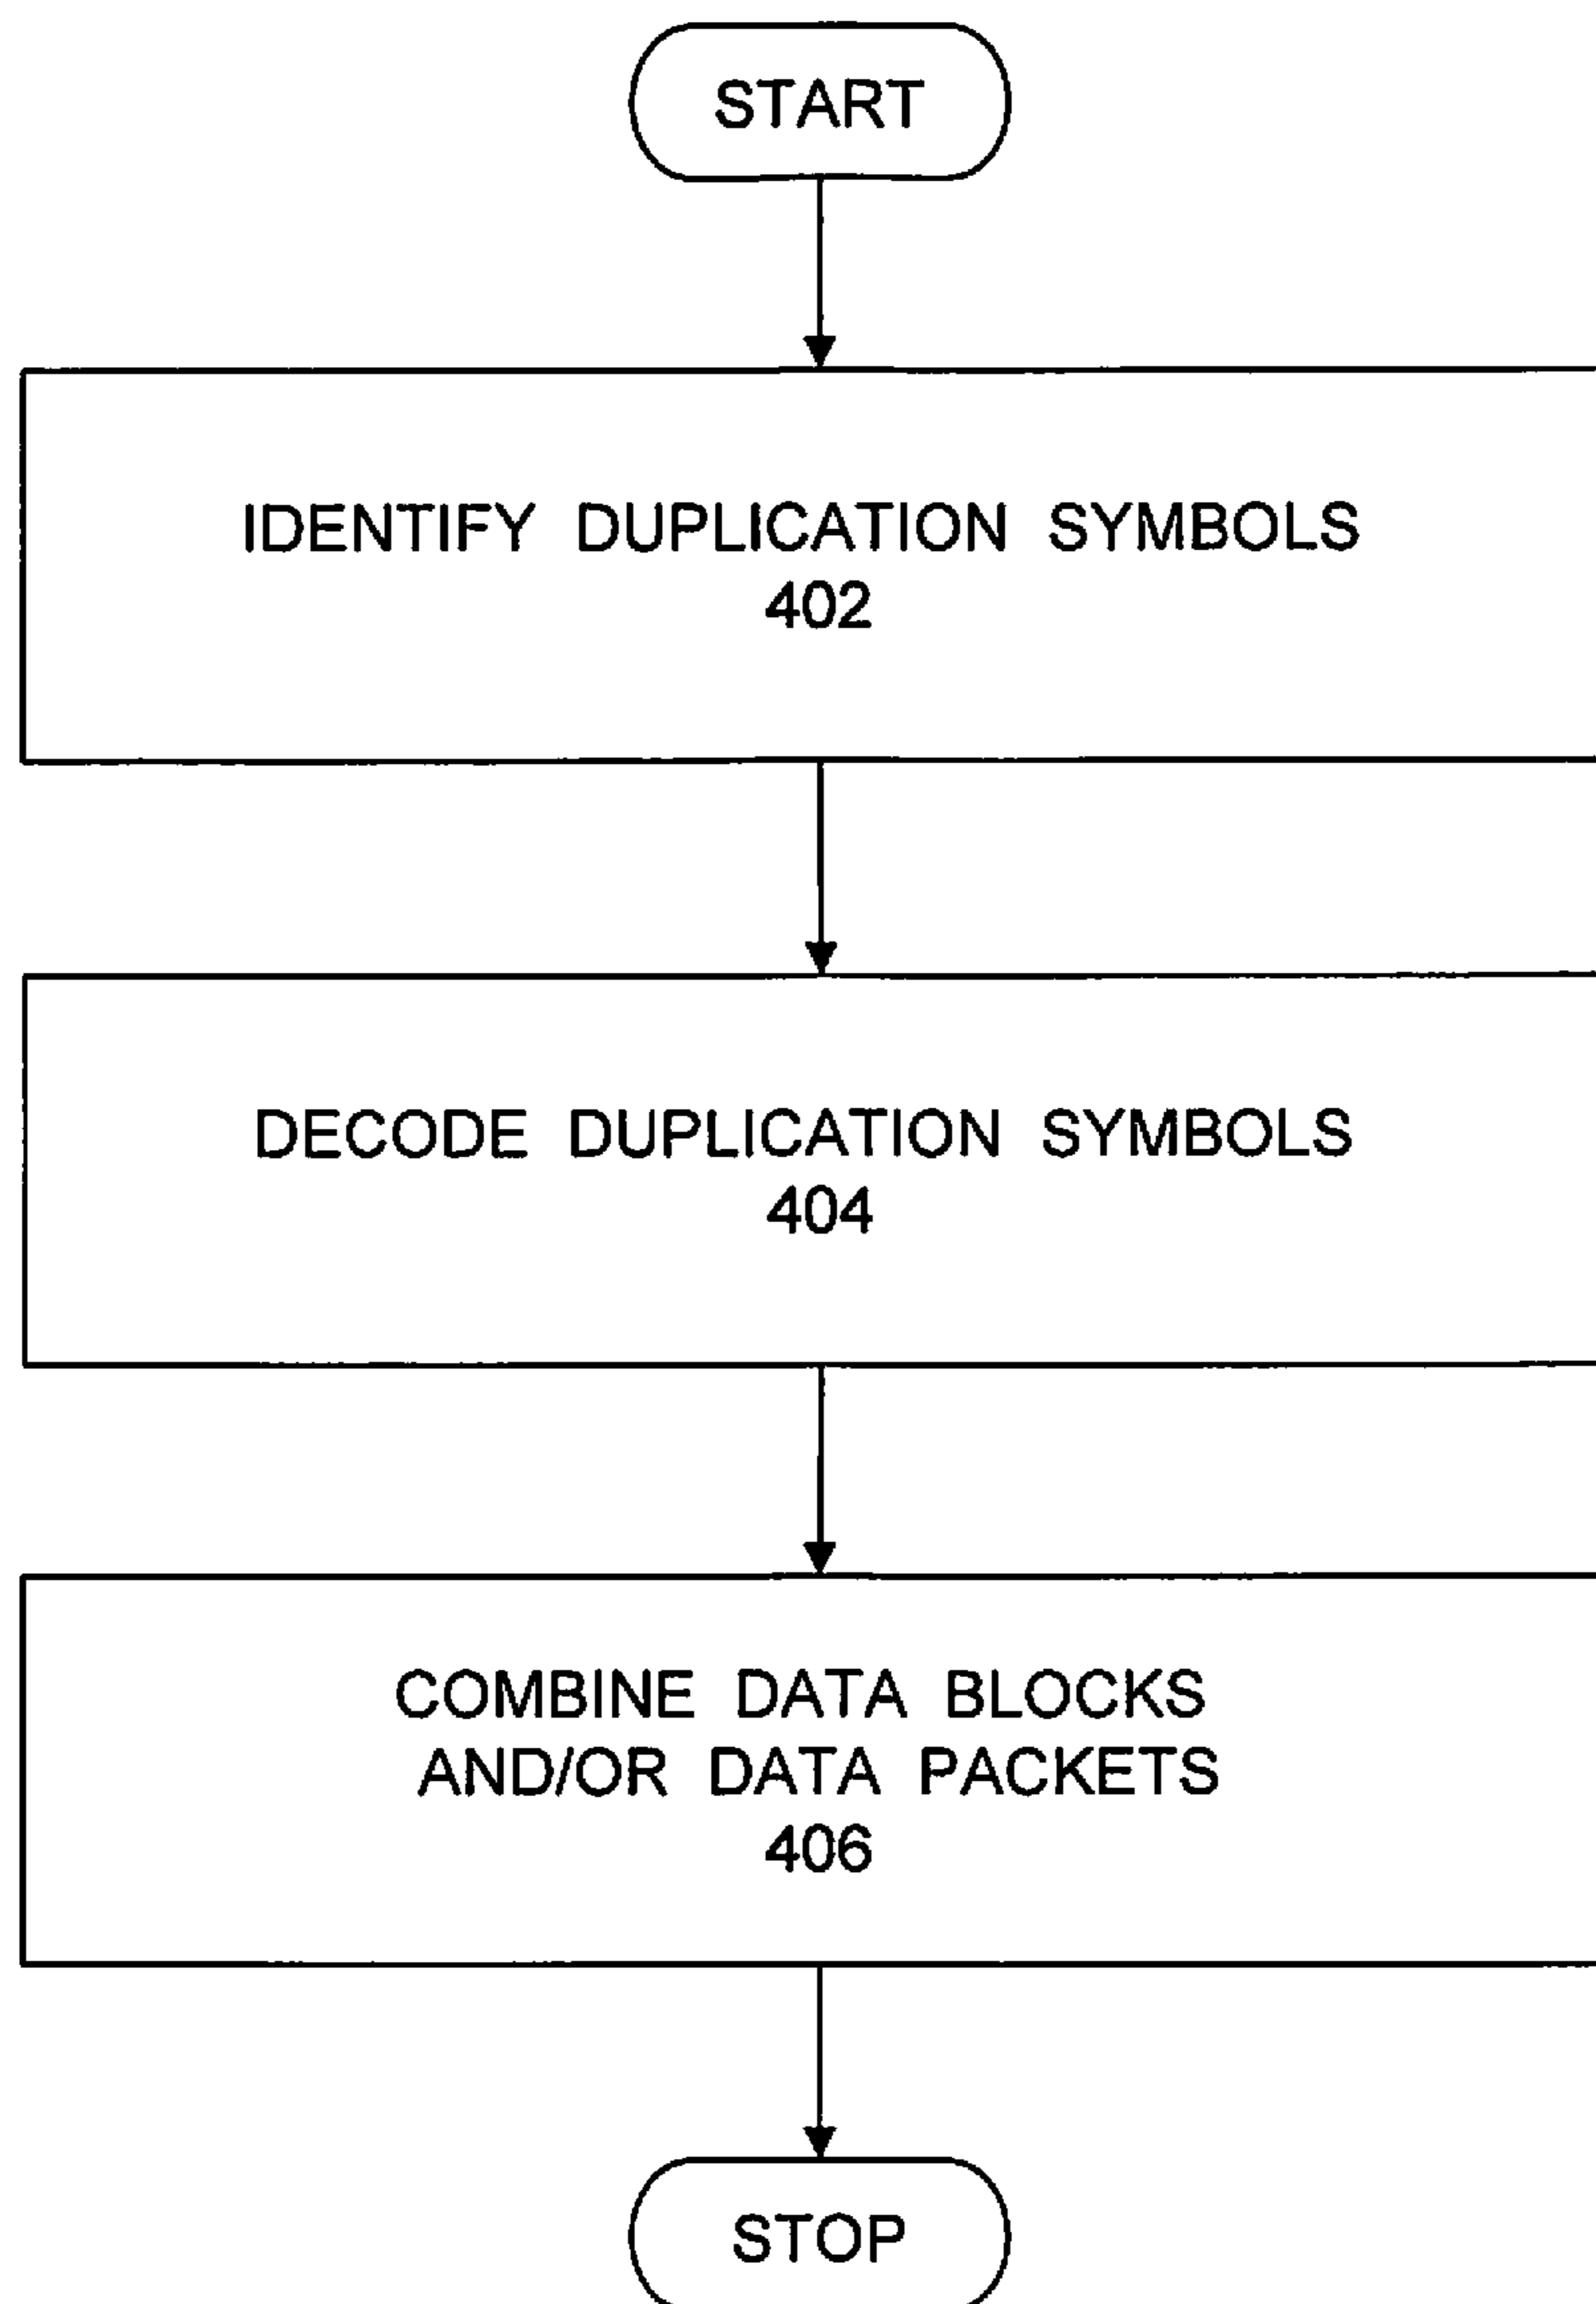 START
IDENTIFY DUPLICATION SYMBOLS
402
DECODE DUPLICATION SYMBOLS
404
COMBINE DATA BLOCKS
AND/OR DATA PACKETS
406
STOP